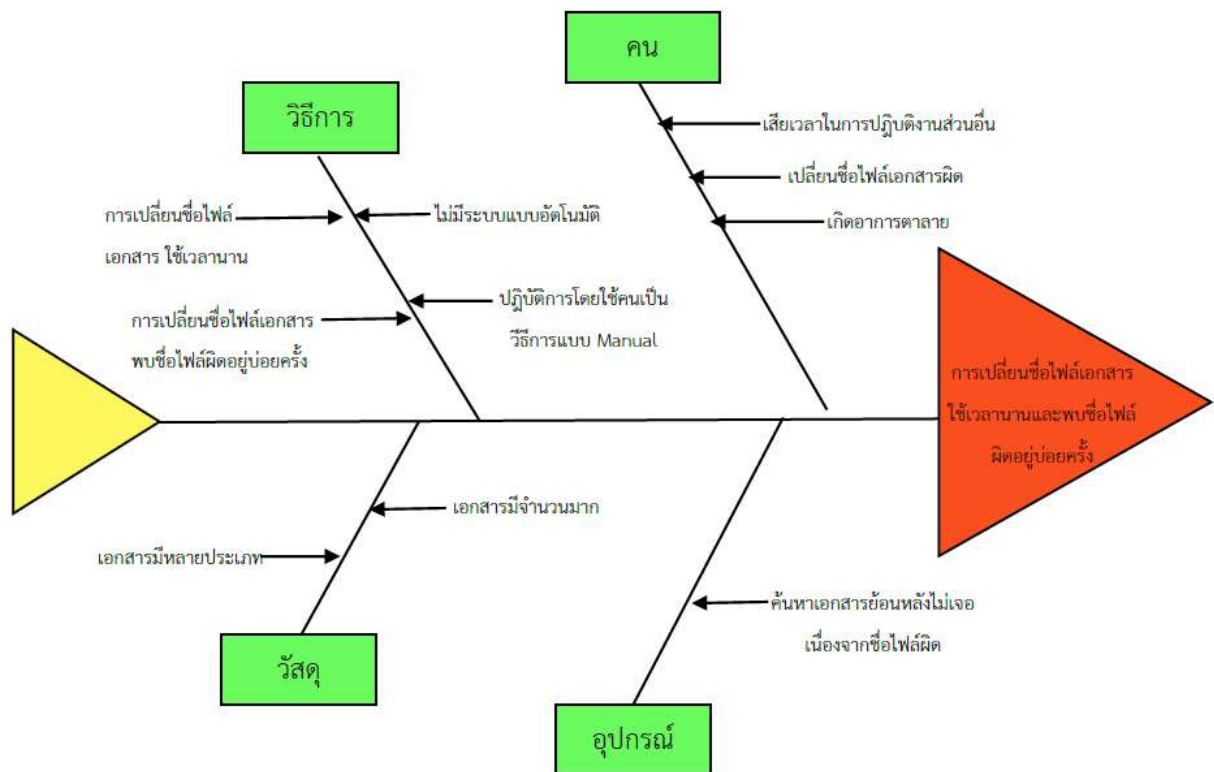 คน
วิธีการ
เสียเวลาในการปฏิบติงานส่วนอื่น
เปลี่ยนชื่อไฟล์เอกสารผิด
เกิดอาการตาลาย
การเปลี่ยนชื่อไฟล์
เอกสาร ใช้เวลานาน
ไม่มีระบบแบบอัตโนมัติ
การเปลี่ยนชื่อไฟล์เอกสาร
พบชื่อไฟล์ผิดอยู่บ่อยครั้ง
ปฏิบัติการโดยใช้คนเป็น
วีธีการแบบ Manual
การเปลี่ยนชื่อไฟล์เอกสาร
ใช้เวลานานและพบชื่อไฟล์
ผิดอยู่บ่อยครั้ง
เอกสารมีจำนวนมาก
เอกสารมีหลายประเภท
ค้นหาเอกสารย้อนหลังไม่เจอ
เนื่องจากชื่อไฟล์ผิด
วัสดุ
อุปกรณ์